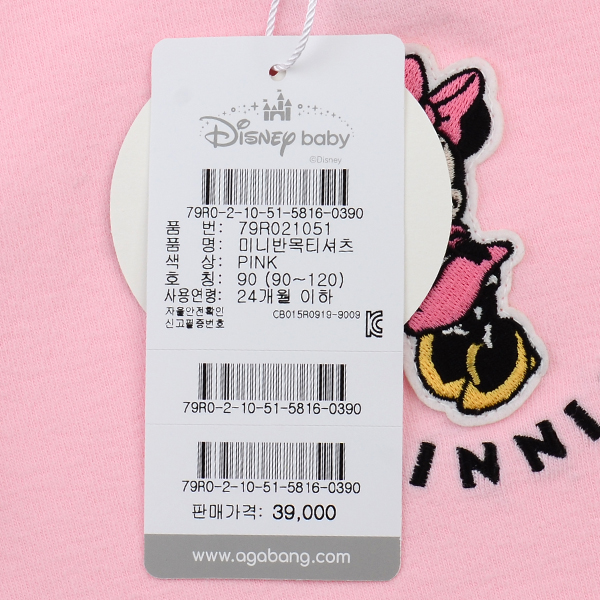 Disney baby
©Disney
79R0-2-10-51-5816-0390
품 번: 79R021051
품 명: 미니반목티셔츠
색 상: PINK
호 칭: 90 (90~120)
사용연령: 24개월 이하
자율안전확인
신고필증번호 CB015R0919-9009
79R0-2-10-51-5816-0390
79R0-2-10-51-5816-0390
판매가격: 39,000
www.agabang.com
INNI